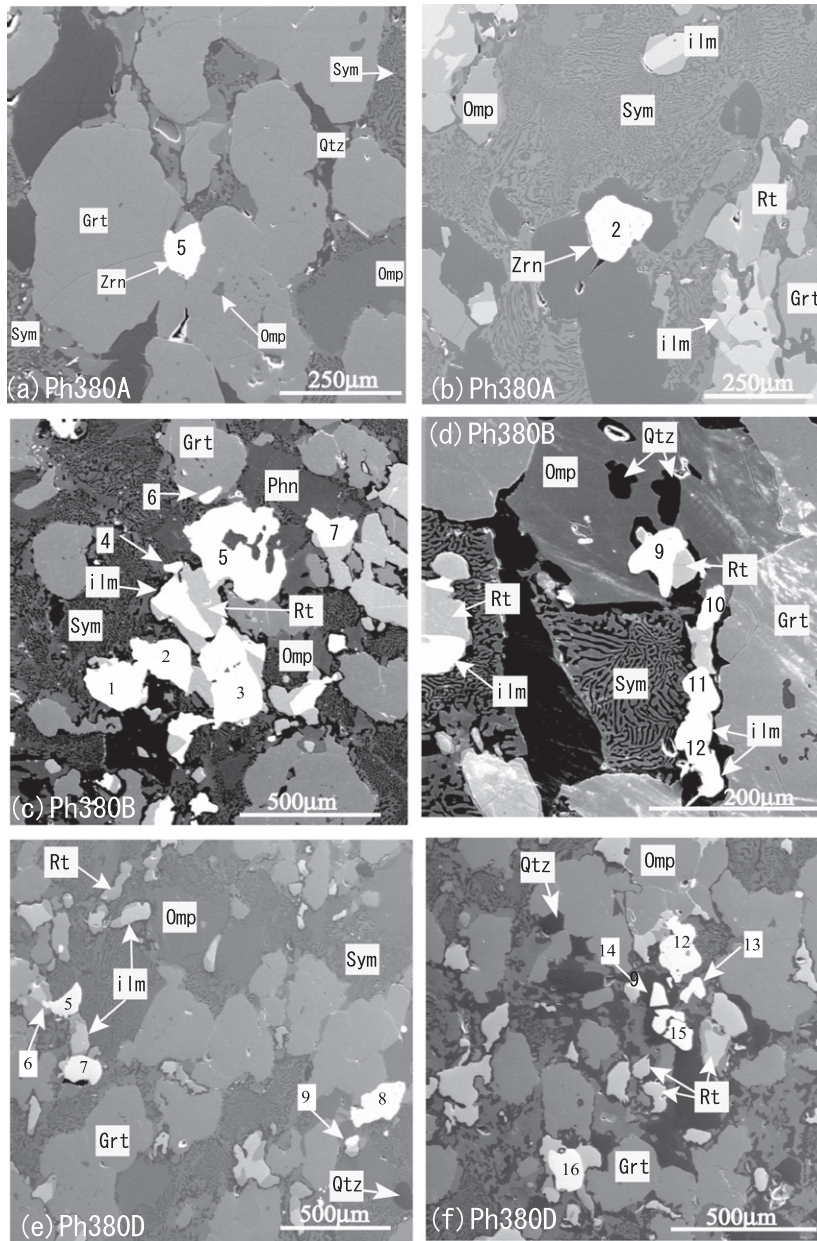 Sym
Qtz
Grt
5
Zrn
Omp
Omp
Sym
(a) Ph380A
250μm
ilm
Omp
Sym
Rt
2
Zrn
Grt
ilm
(b) Ph380A
250μm
Grt
6
Phn
4
5
7
ilm
Rt
Sym
2
Omp
1
3
(c) Ph380B
500μm
(d) Ph380B
Qtz
Omp
9
Rt
Rt
10
Grt
Sym
11
ilm
ilm
12
200μm
Rt
Omp
Sym
ilm
5
6
7
9
8
Grt
Qtz
(e) Ph380D
500μm
Qtz
Omp
12
14
13
9
15
Rt
16
Grt
(f) Ph380D
500μm